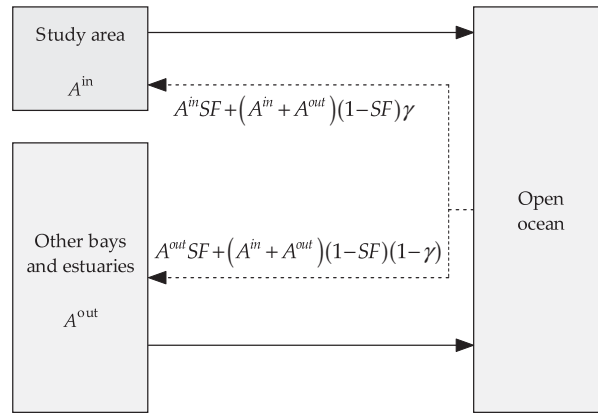 Study area
A^in
A^in SF + (A^in + A^out)(1−SF)γ
Open
ocean
Other bays
and estuaries
A^out SF + (A^in + A^out)(1−SF)(1−γ)
A^out